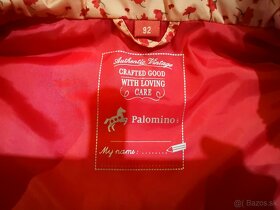 92
Authentic Vintage
CRAFTED GOOD
WITH LOVING
CARE
Palomino
My name:
Bazos.sk